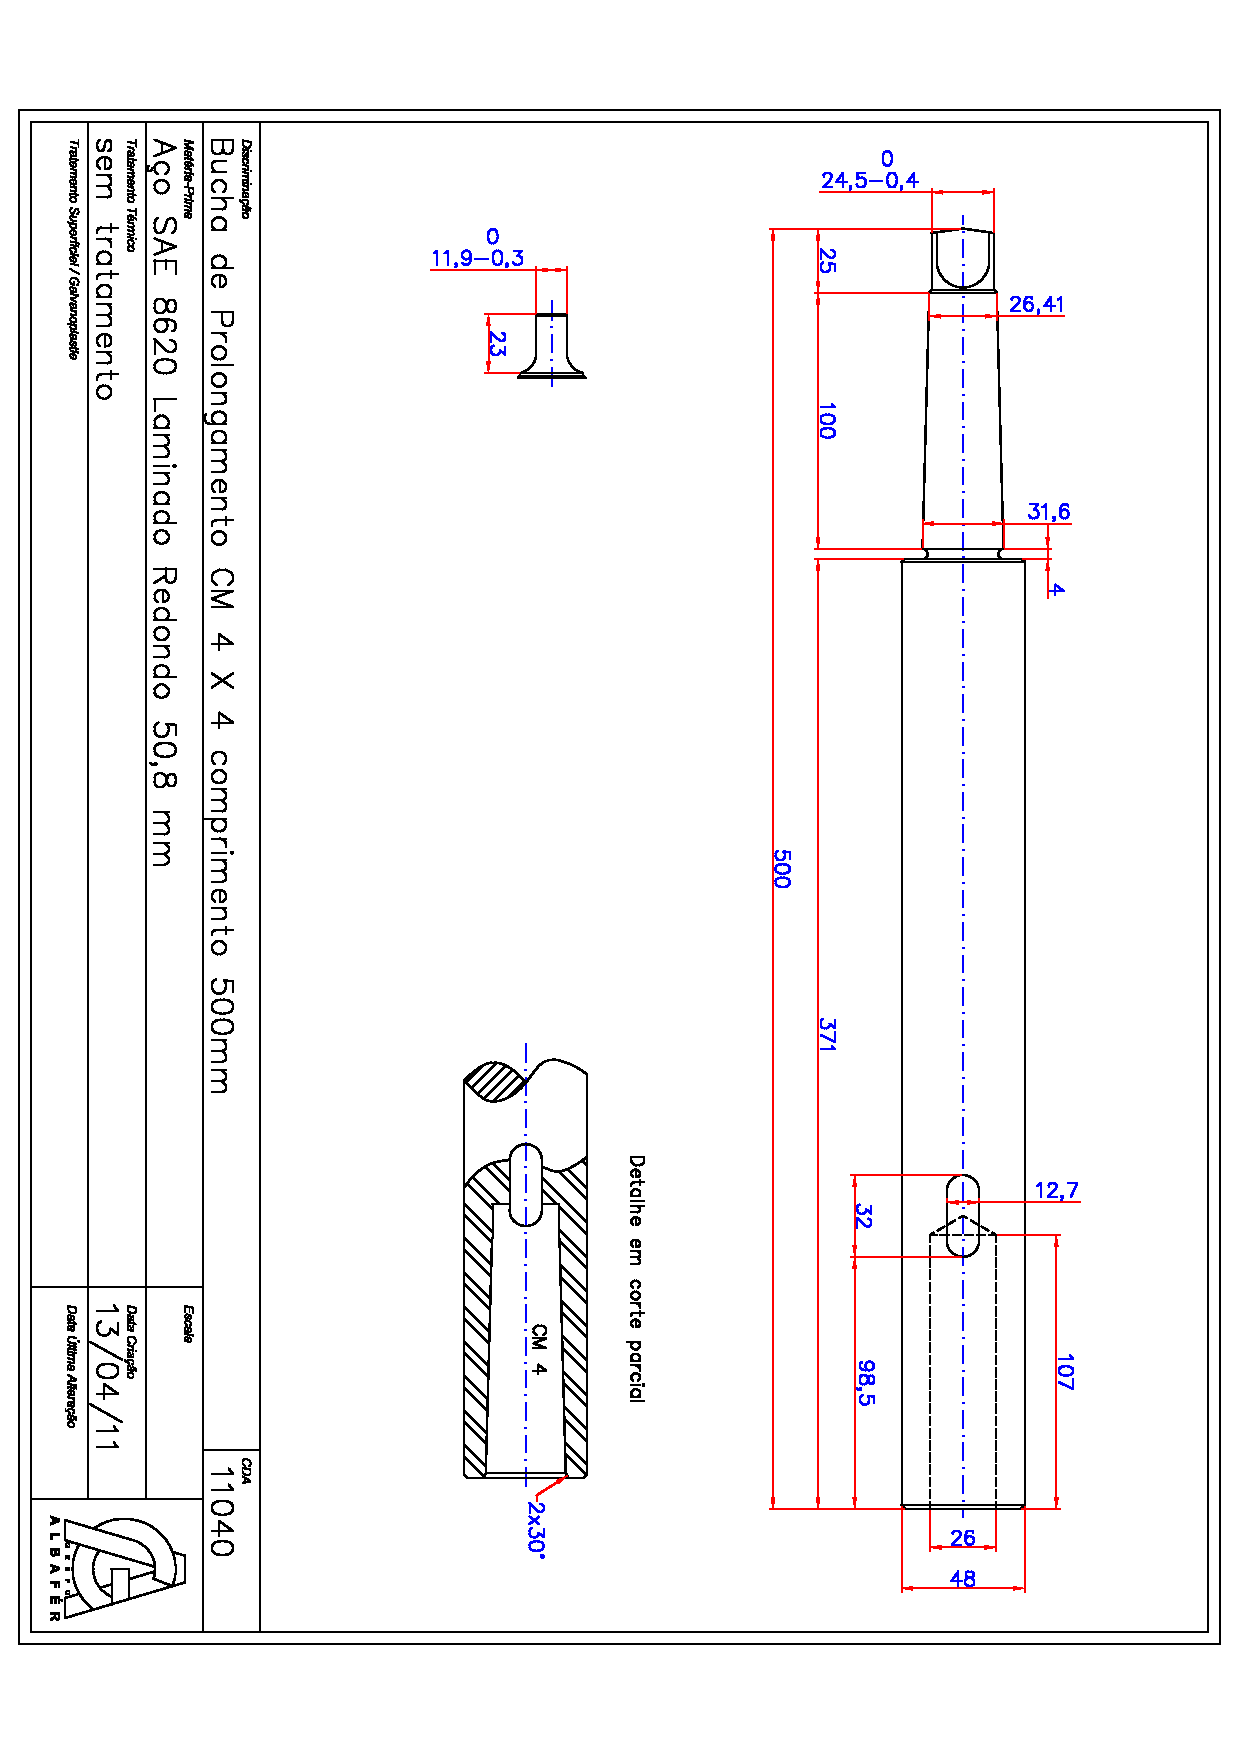 0
24,5-0,4
25
26,41
100
31,6
4
500
371
12,7
32
98,5
107
26
48
0
11,9-0,3
23
Detalhe em corte parcial
CM 4
2x30°
Discriminação
Bucha de Prolongamento CM 4 X 4 comprimento 500mm
CDA
11040
Matéria-Prima
Aço SAE 8620 Laminado Redondo 50,8 mm
Escala
Tratamento Térmico
sem tratamento
Data Criação
13/04/11
Tratamento Superficial / Galvanoplastia
Data Última Alteração
ALBAFÉR